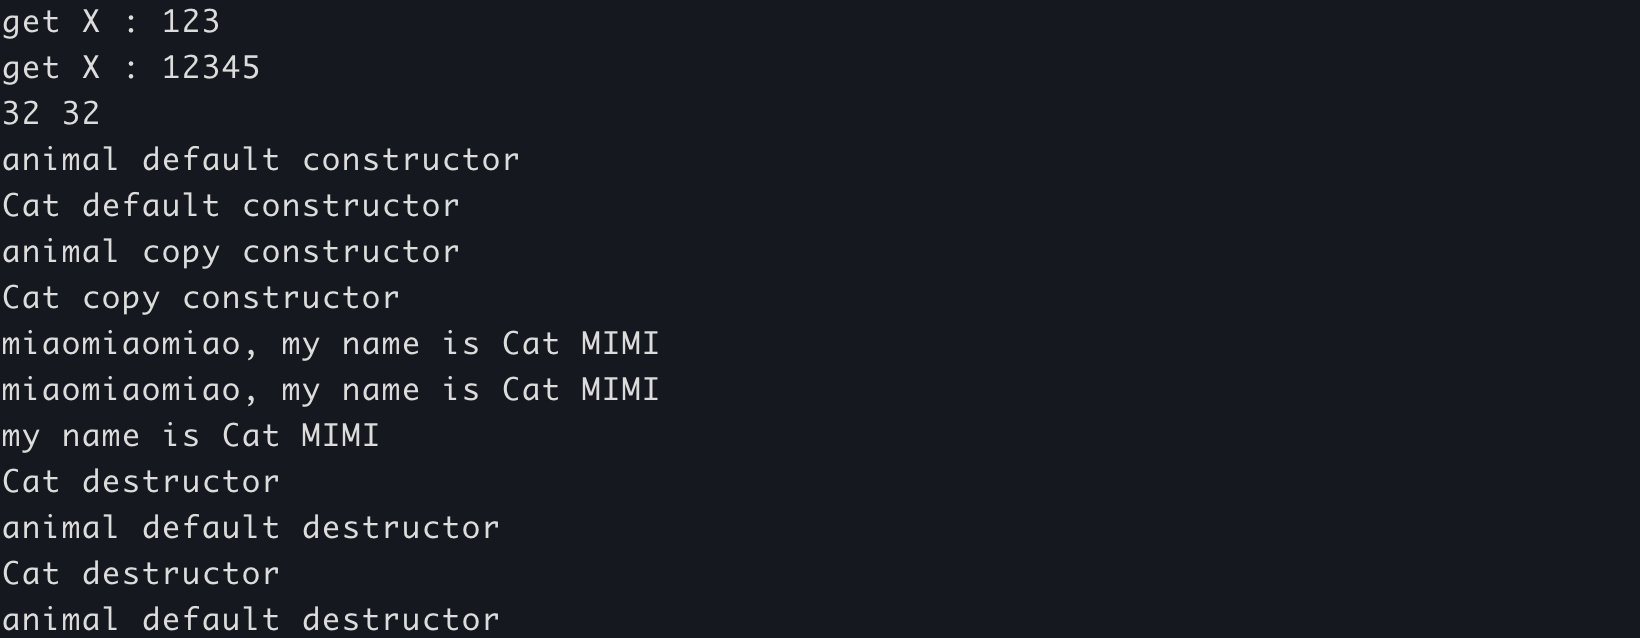 get X : 123
get X : 12345
32 32
animal default constructor
Cat default constructor
animal copy constructor
Cat copy constructor
miaomiaomiao, my name is Cat MIMI
miaomiaomiao, my name is Cat MIMI
my name is Cat MIMI
Cat destructor
animal default destructor
Cat destructor
animal default destructor